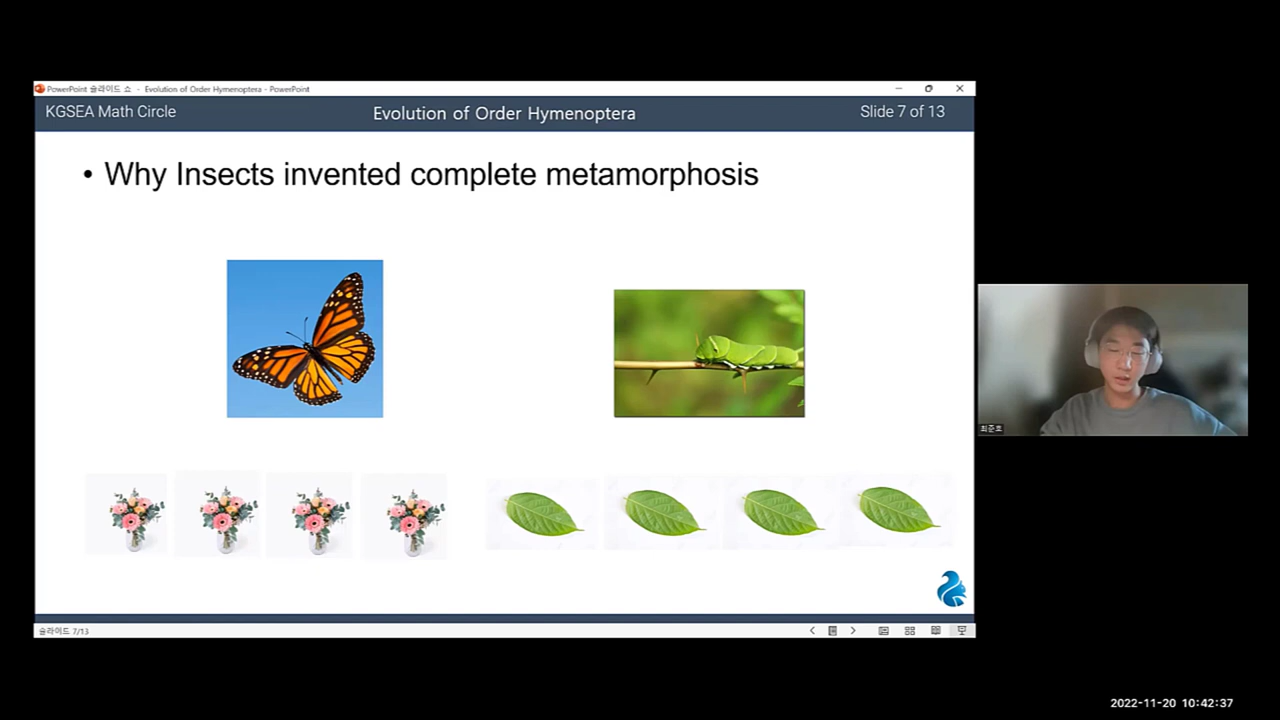 PowerPoint 슬라이드 쇼 - Evolution of Order Hymenoptera - PowerPoint
KGSEA Math Circle
Evolution of Order Hymenoptera
Slide 7 of 13
• Why Insects invented complete metamorphosis
최준호
슬라이드 7/13
2022-11-20 10:42:37